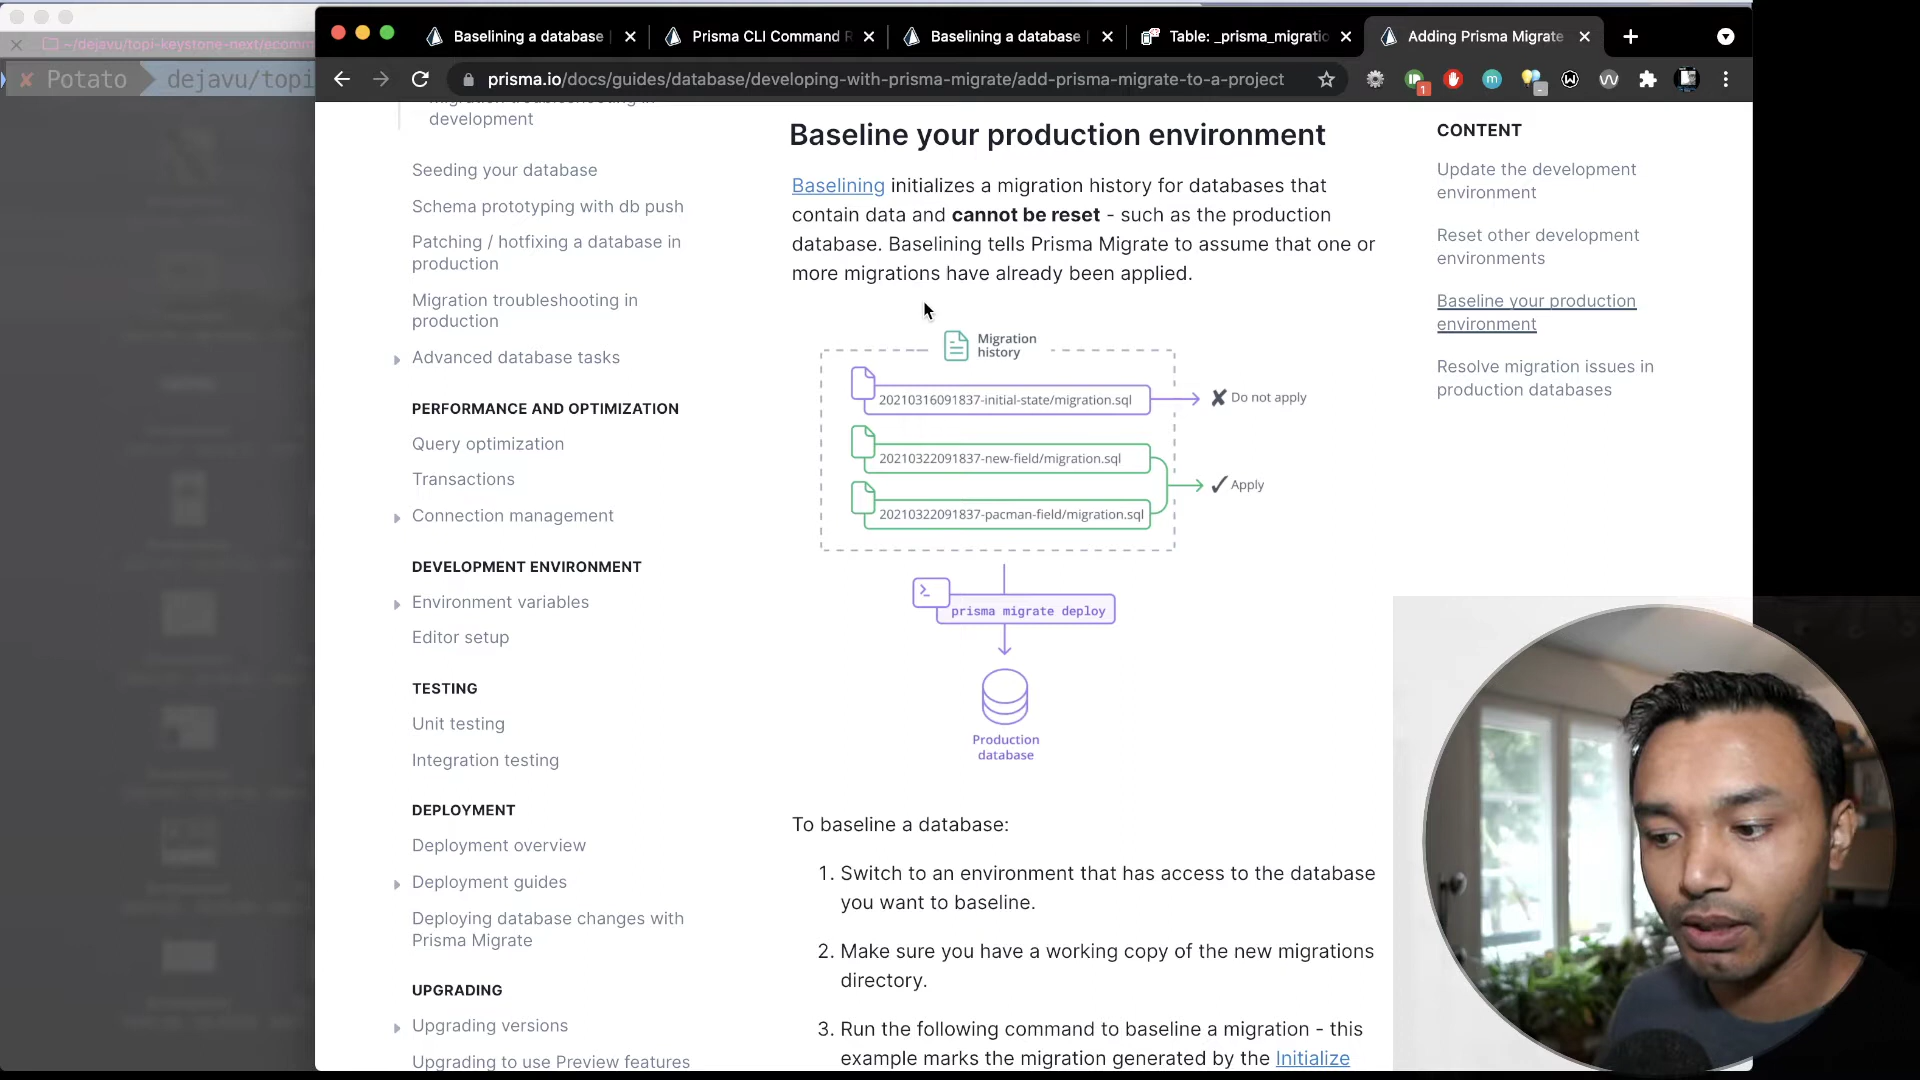 ~/dejavu/topi-keystone-next/ecomm
Potato
dejavu/topi
Baselining a database
Prisma CLI Command R
Baselining a database
Table: _prisma_migratio
Adding Prisma Migrate
prisma.io/docs/guides/database/developing-with-prisma-migrate/add-prisma-migrate-to-a-project
1
development
Seeding your database
Schema prototyping with db push
Patching / hotfixing a database in
production
Migration troubleshooting in
production
Advanced database tasks
PERFORMANCE AND OPTIMIZATION
Query optimization
Transactions
Connection management
DEVELOPMENT ENVIRONMENT
Environment variables
Editor setup
TESTING
Unit testing
Integration testing
DEPLOYMENT
Deployment overview
Deployment guides
Deploying database changes with
Prisma Migrate
UPGRADING
Upgrading versions
Upgrading to use Preview features
Baseline your production environment
Baselining initializes a migration history for databases that
contain data and cannot be reset - such as the production
database. Baselining tells Prisma Migrate to assume that one or
more migrations have already been applied.
Migration
history
20210316091837-initial-state/migration.sql
Do not apply
20210322091837-new-field/migration.sql
Apply
20210322091837-pacman-field/migration.sql
prisma migrate deploy
Production
database
To baseline a database:
1. Switch to an environment that has access to the database
you want to baseline.
2. Make sure you have a working copy of the new migrations
directory.
3. Run the following command to baseline a migration - this
example marks the migration generated by the Initialize
CONTENT
Update the development
environment
Reset other development
environments
Baseline your production
environment
Resolve migration issues in
production databases